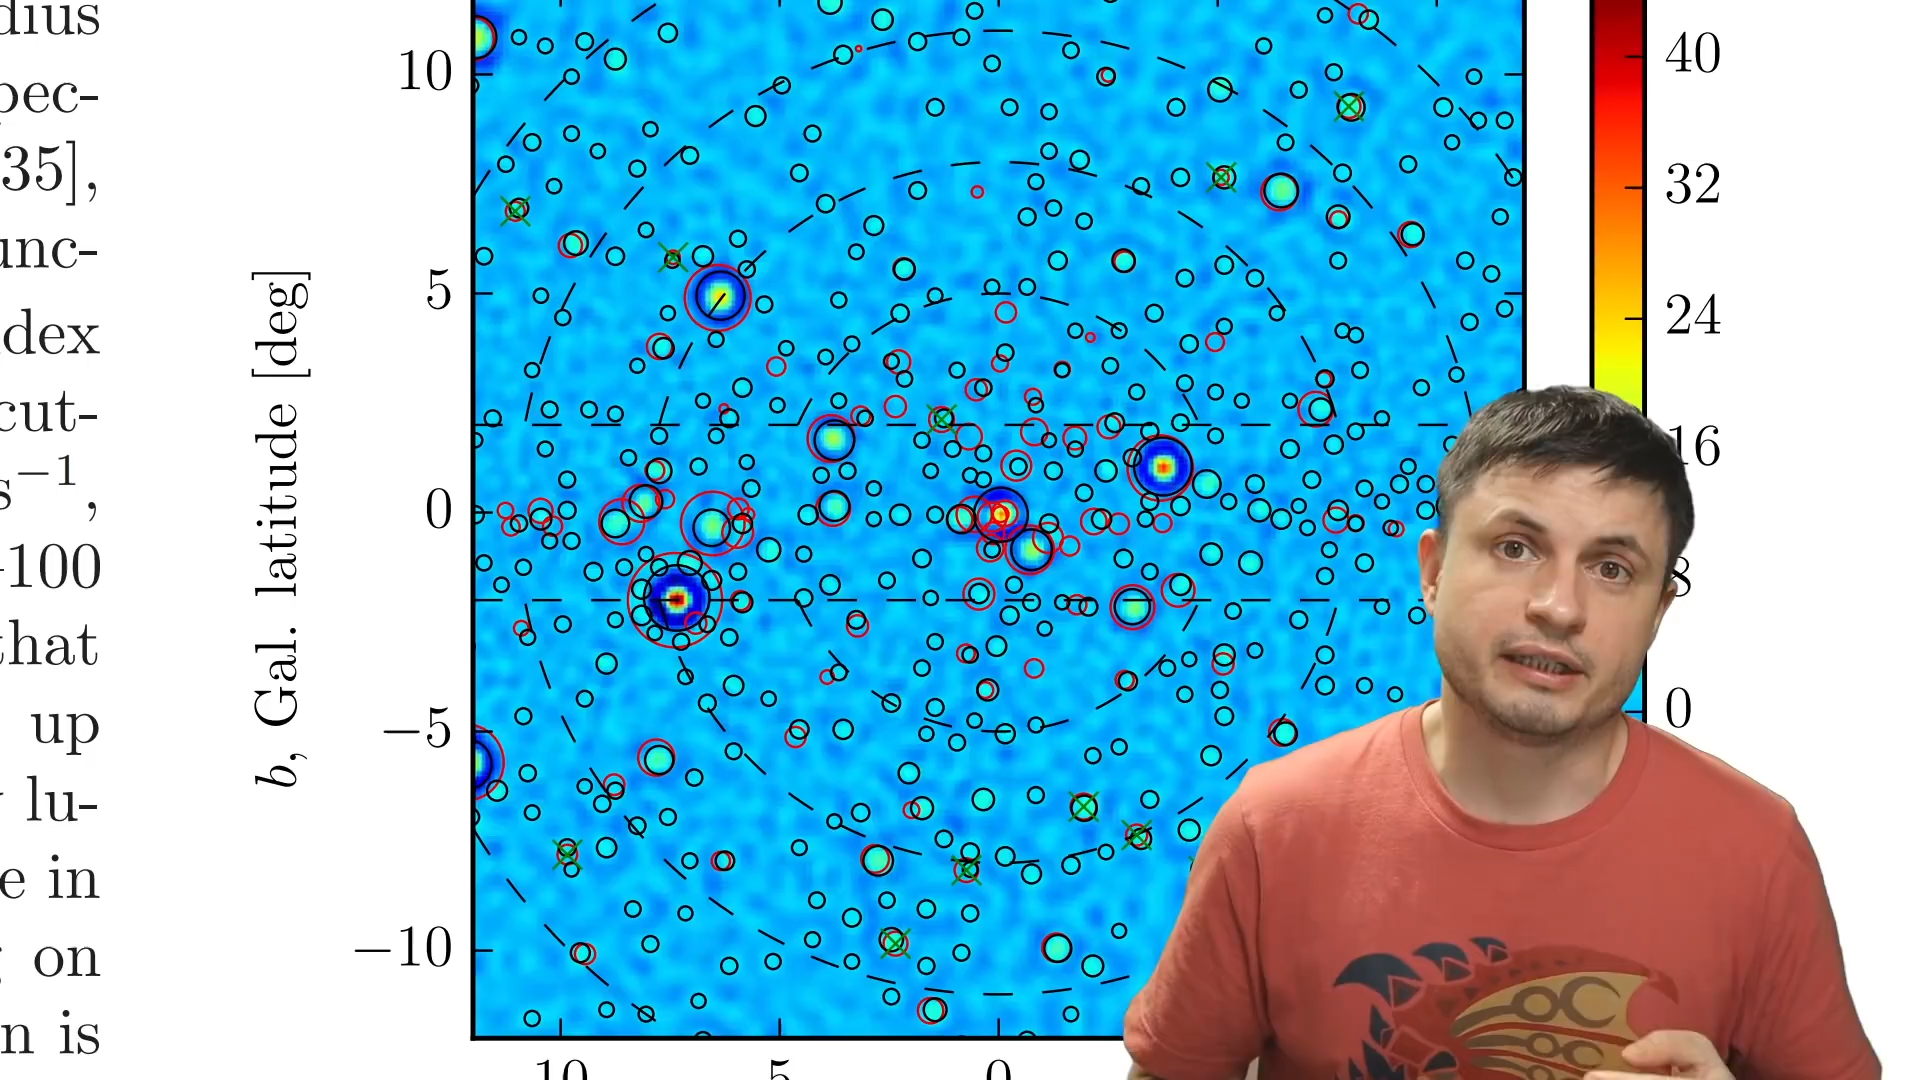 dius
pec-
35],
unc-
dex
cut-
s−1,
-100
that
up
lu-
e in
on
n is
b, Gal. latitude [deg]
10
5
0
−5
−10
10
5
0
40
32
24
16
8
0